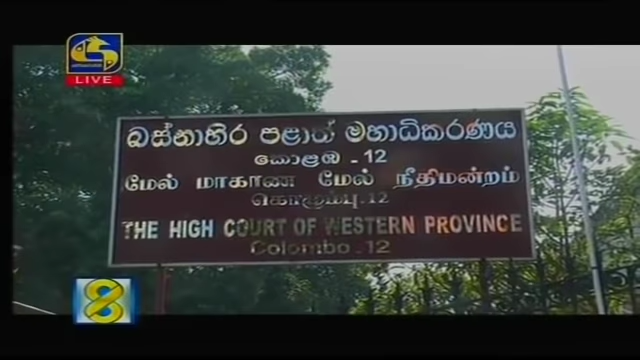 LIVE
බස්නාහිර පළාත් මහාධිකරණය
කොළඹ - 12
மேல் மாகாண மேல் நீதிமன்றம்
கொழும்பு.12
THE HIGH COURT OF WESTERN PROVINCE
Colombo - 12
8